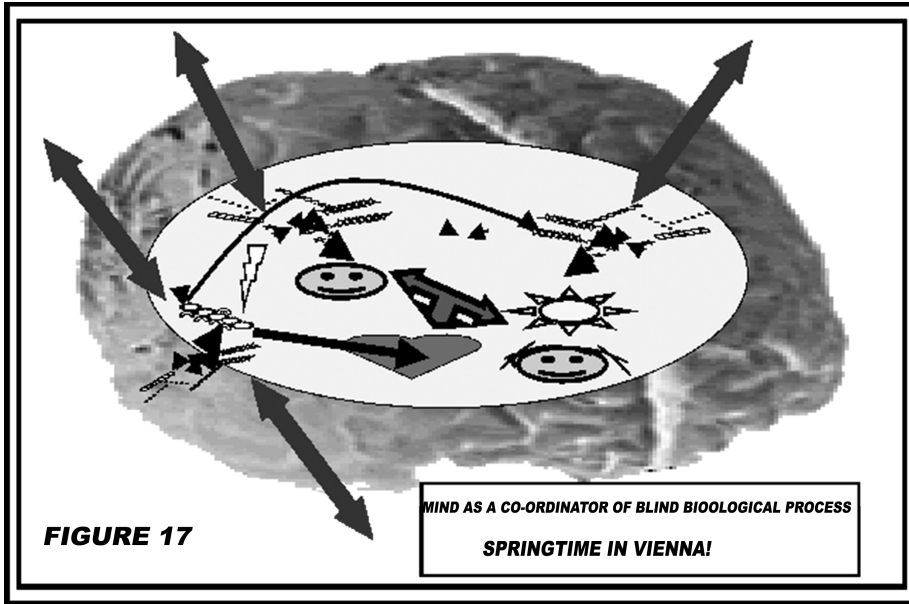 FIGURE 17
MIND AS A CO-ORDINATOR OF BLIND BIOOLOGICAL PROCESS
SPRINGTIME IN VIENNA!